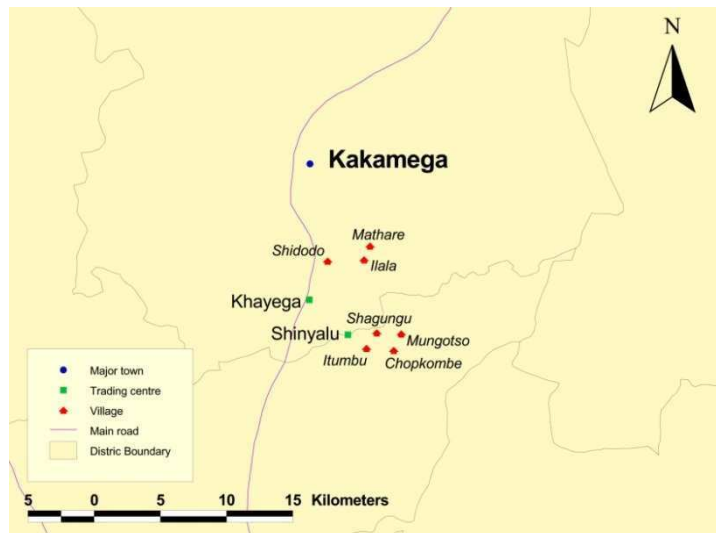 N
Kakamega
Mathare
Shidodo
Ilala
Khayega
Shagungu
Shinyalu
Mungotso
Itumbu
Chopkombe
Major town
Trading centre
Village
Main road
Distric Boundary
5 0 5 10 15 Kilometers